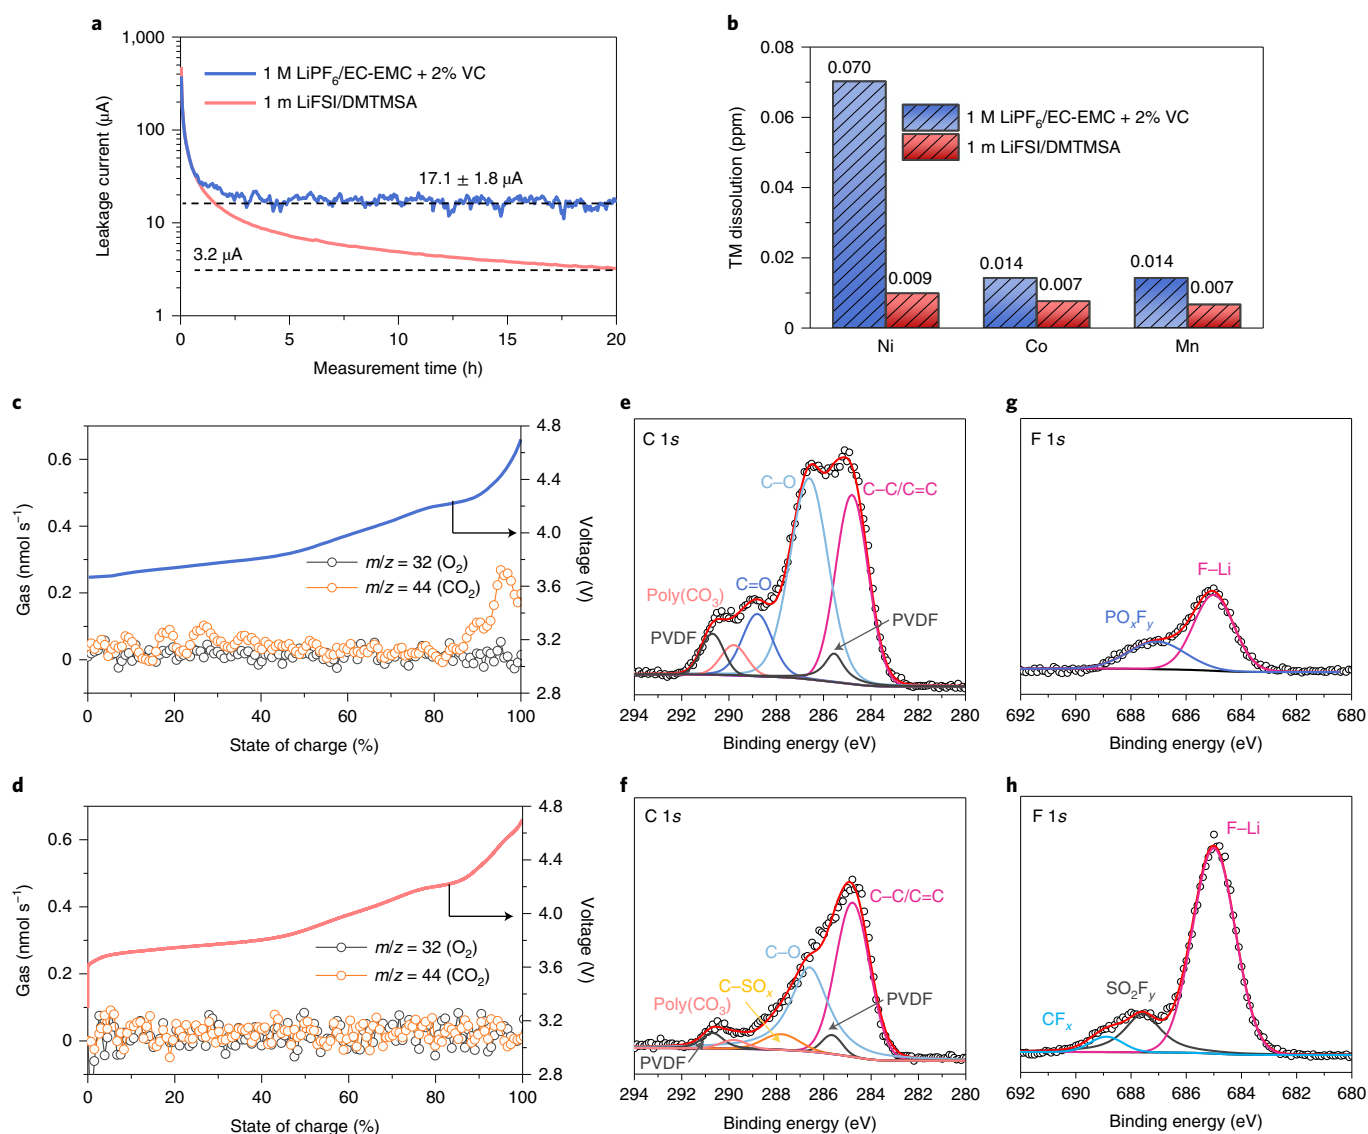 a
1,000
100
10
1
Leakage current (μA)
1 M LiPF6/EC-EMC + 2% VC
1 m LiFSI/DMTMSA
17.1 ± 1.8 μA
3.2 μA
0 5 10 15 20
Measurement time (h)
b
0.08
0.06
0.04
0.02
0
TM dissolution (ppm)
0.070
1 M LiPF6/EC-EMC + 2% VC
1 m LiFSI/DMTMSA
0.009
0.014
0.007
0.014
0.007
Ni Co Mn
c
0.6
0.4
0.2
0
Gas (nmol s−1)
4.8
4.4
4.0
3.6
3.2
2.8
Voltage (V)
m/z = 32 (O2)
m/z = 44 (CO2)
0 20 40 60 80 100
State of charge (%)
e
C 1s
C–O
C–C/C=C
C=O
Poly(CO3)
PVDF
PVDF
294 292 290 288 286 284 282 280
Binding energy (eV)
g
F 1s
F–Li
POxFy
692 690 688 686 684 682 680
Binding energy (eV)
d
0.6
0.4
0.2
0
Gas (nmol s−1)
4.8
4.4
4.0
3.6
3.2
2.8
Voltage (V)
m/z = 32 (O2)
m/z = 44 (CO2)
0 20 40 60 80 100
State of charge (%)
f
C 1s
C–C/C=C
C–O
C–SOx
Poly(CO3)
PVDF
PVDF
294 292 290 288 286 284 282 280
Binding energy (eV)
h
F 1s
F–Li
SO2Fy
CFx
692 690 688 686 684 682 680
Binding energy (eV)